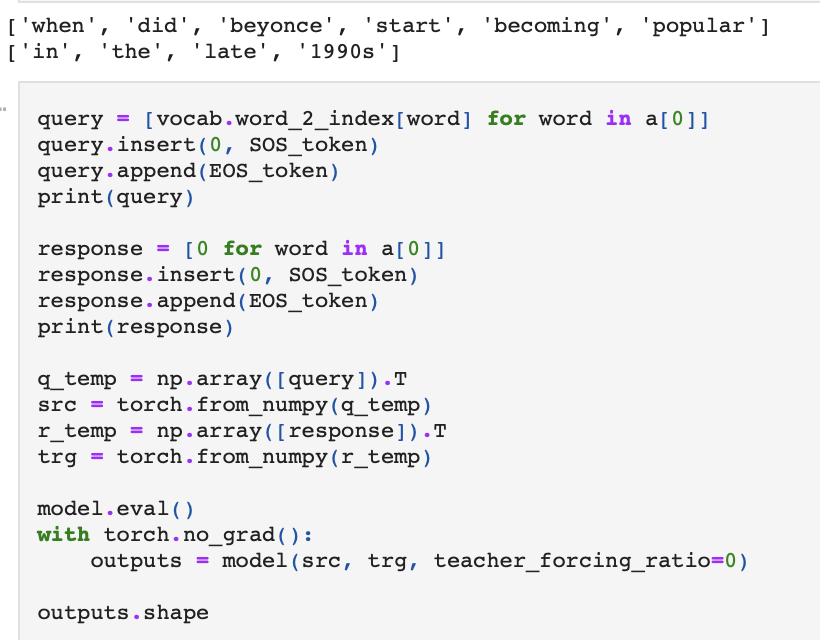 ['when', 'did', 'beyonce', 'start', 'becoming', 'popular']
['in', 'the', 'late', '1990s']
query = [vocab.word_2_index[word] for word in a[0]]
query.insert(0, SOS_token)
query.append(EOS_token)
print(query)
response = [0 for word in a[0]]
response.insert(0, SOS_token)
response.append(EOS_token)
print(response)
q_temp = np.array([query]).T
src = torch.from_numpy(q_temp)
r_temp = np.array([response]).T
trg = torch.from_numpy(r_temp)
model.eval()
with torch.no_grad():
    outputs = model(src, trg, teacher_forcing_ratio=0)
outputs.shape